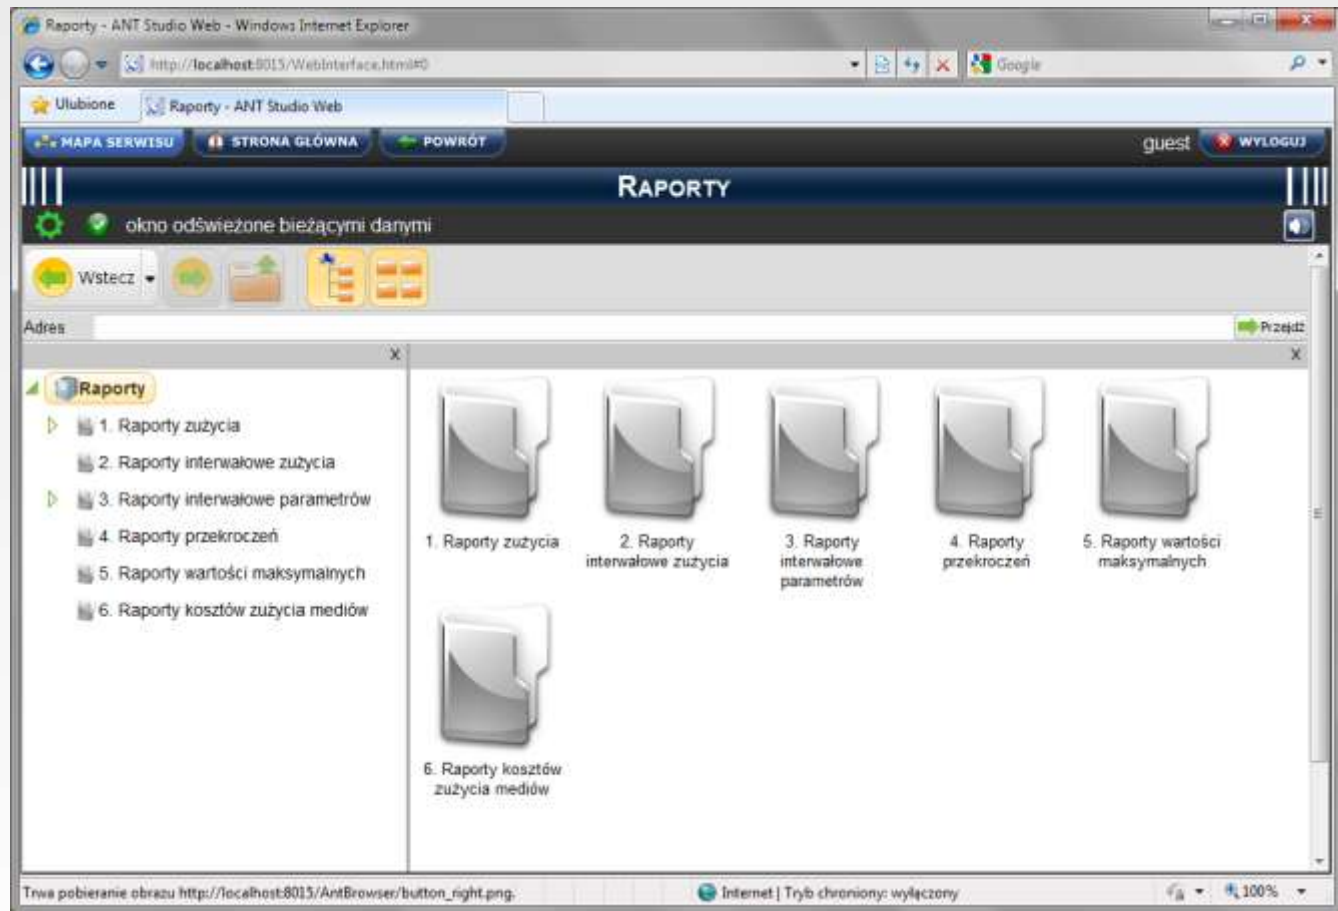 Raporty - ANT Studio Web - Windows Internet Explorer
http://localhost:8015/WebInterface.html#0
Google
Ulubione
Raporty - ANT Studio Web
MAPA SERWISU
STRONA GŁÓWNA
POWRÓT
guest
WYLOGUJ
RAPORTY
okno odświeżone bieżącymi danymi
Wstecz
Adres
Przejdź
X
X
Raporty
1. Raporty zużycia
2. Raporty interwałowe zużycia
3. Raporty interwałowe parametrów
4. Raporty przekroczeń
5. Raporty wartości maksymalnych
6. Raporty kosztów zużycia mediów
1. Raporty zużycia
2. Raporty
interwałowe zużycia
3. Raporty
interwałowe
parametrów
4. Raporty
przekroczeń
5. Raporty wartości
maksymalnych
6. Raporty kosztów
zużycia mediów
Trwa pobieranie obrazu http://localhost:8015/AntBrowser/button_right.png.
Internet | Tryb chroniony: wyłączony
100%